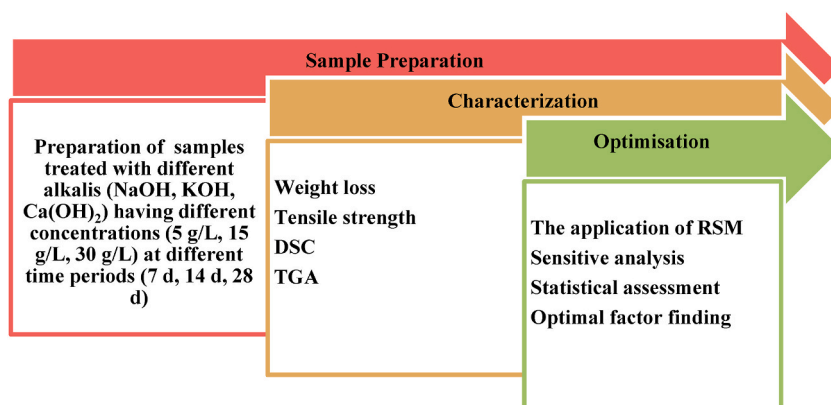 Sample Preparation
Characterization
Optimisation
Preparation of samples
treated with different
alkalis (NaOH, KOH,
Ca(OH)₂) having different
concentrations (5 g/L, 15
g/L, 30 g/L) at different
time periods (7 d, 14 d, 28
d)
Weight loss
Tensile strength
DSC
TGA
The application of RSM
Sensitive analysis
Statistical assessment
Optimal factor finding